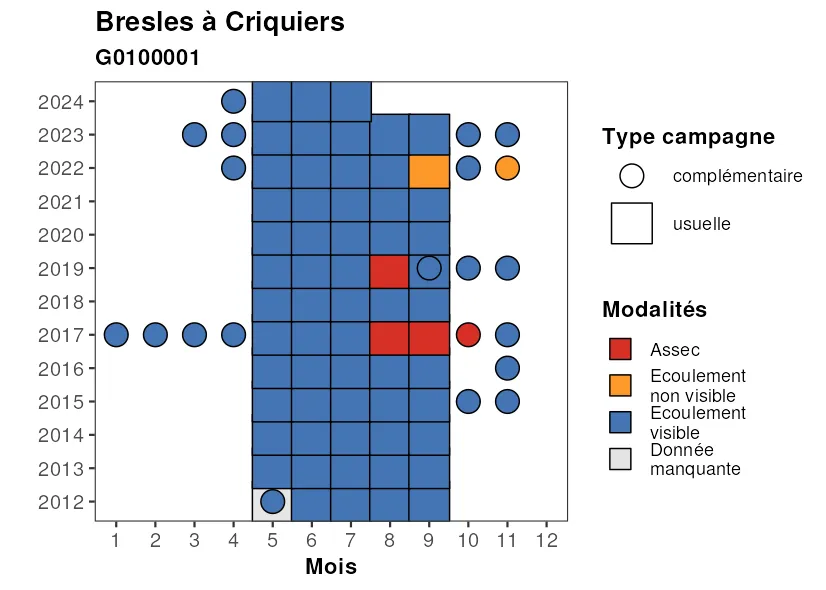 Bresles à Criquiers
G0100001
2024
2023
2022
2021
2020
2019
2018
2017
2016
2015
2014
2013
2012
1 2 3 4 5 6 7 8 9 10 11 12
Mois
Type campagne
complémentaire
usuelle
Modalités
Assec
Ecoulement
non visible
Ecoulement
visible
Donnée
manquante